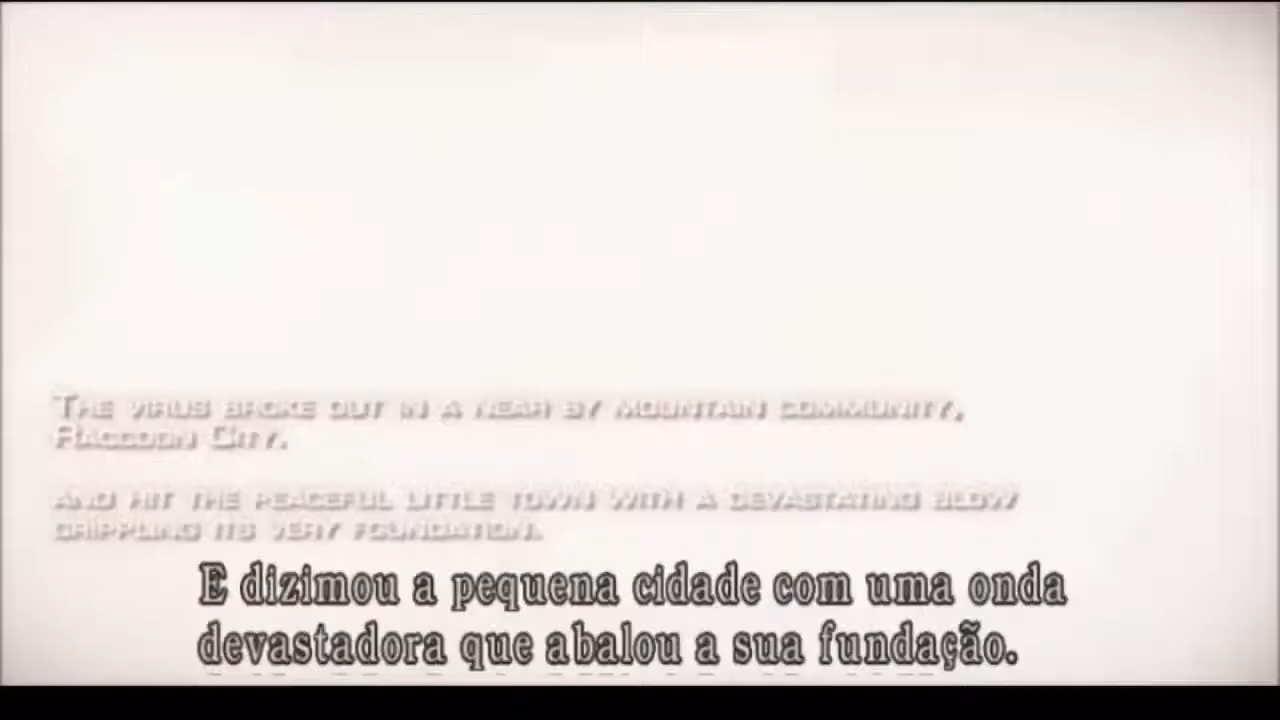 The virus broke out in a near by mountain community,
Raccoon City.
and hit the peaceful little town with a devastating blow
crippling its very foundation.
E dizimou a pequena cidade com uma onda
devastadora que abalou a sua fundação.